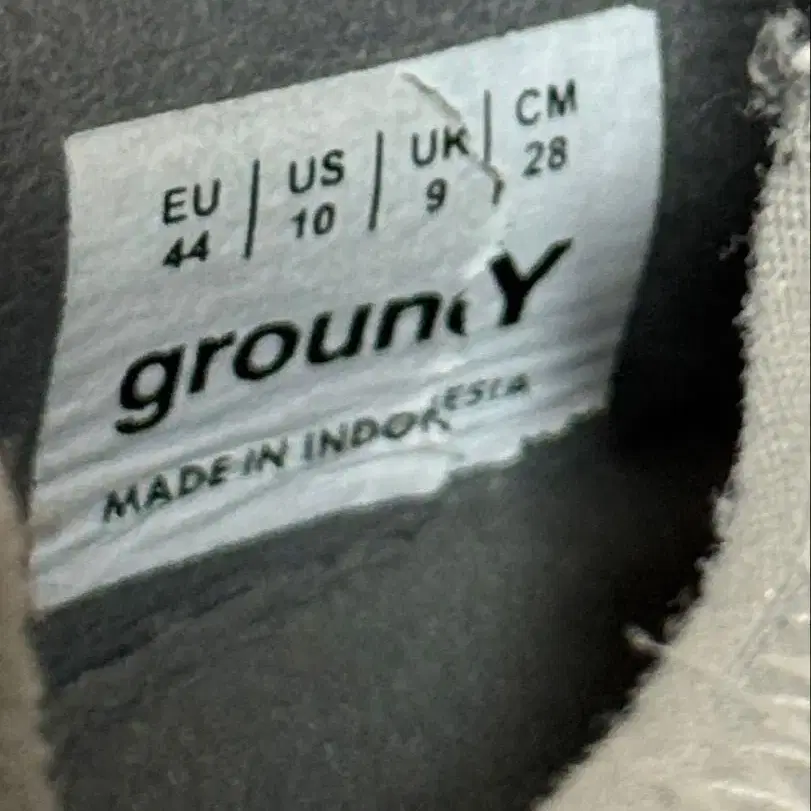 EU | US | UK | CM
44 | 10 | 9 | 28
grounY
MADE IN INDONESIA